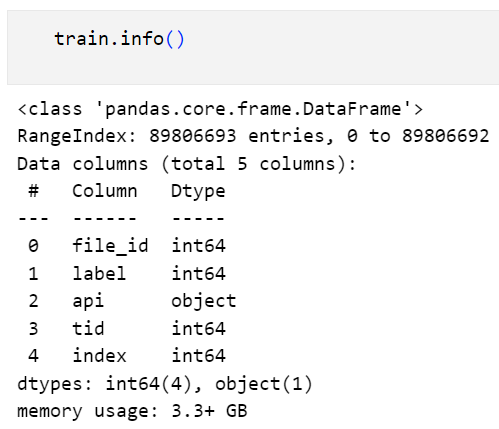 train.info()
<class 'pandas.core.frame.DataFrame'>
RangeIndex: 89806693 entries, 0 to 89806692
Data columns (total 5 columns):
 #   Column   Dtype
---  ------   -----
 0   file_id  int64
 1   label    int64
 2   api      object
 3   tid      int64
 4   index    int64
dtypes: int64(4), object(1)
memory usage: 3.3+ GB